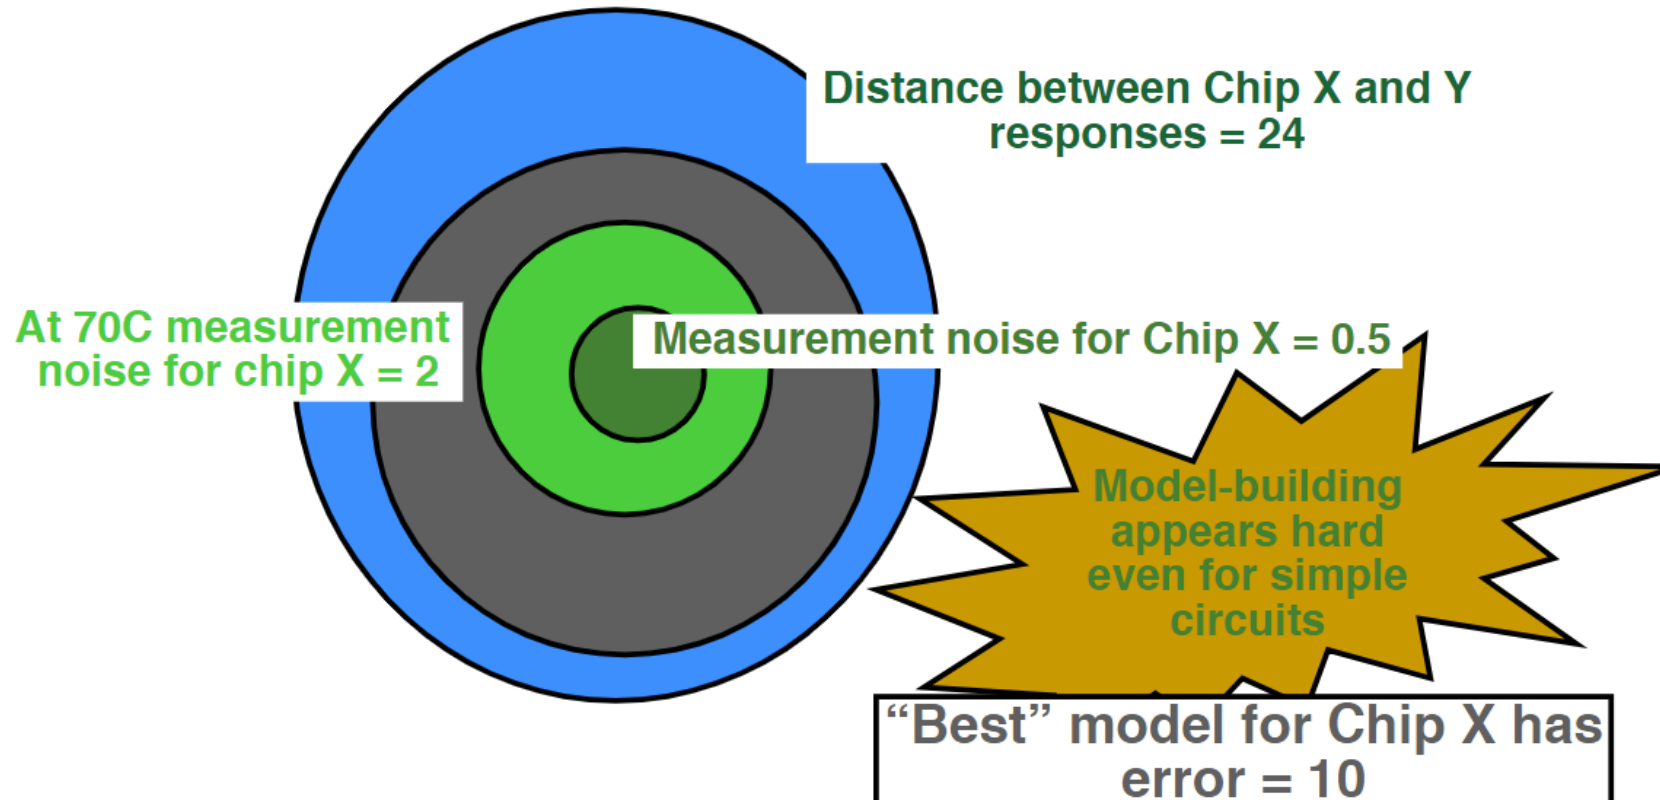 Distance between Chip X and Y
responses = 24
At 70C measurement
noise for chip X = 2
Measurement noise for Chip X = 0.5
Model-building
appears hard
even for simple
circuits
“Best” model for Chip X has
error = 10